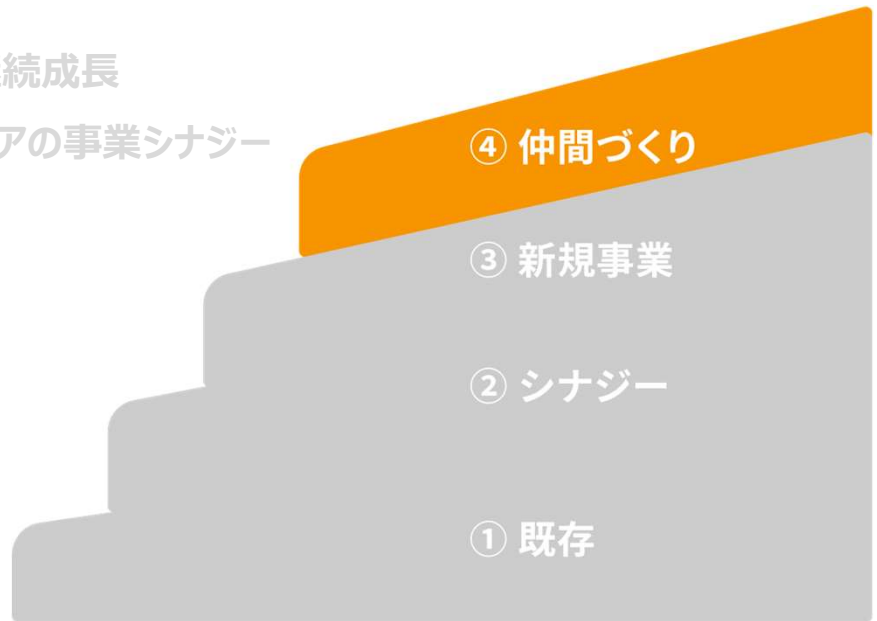 続成長
アの事業シナジー
④ 仲間づくり
③ 新規事業
② シナジー
① 既存